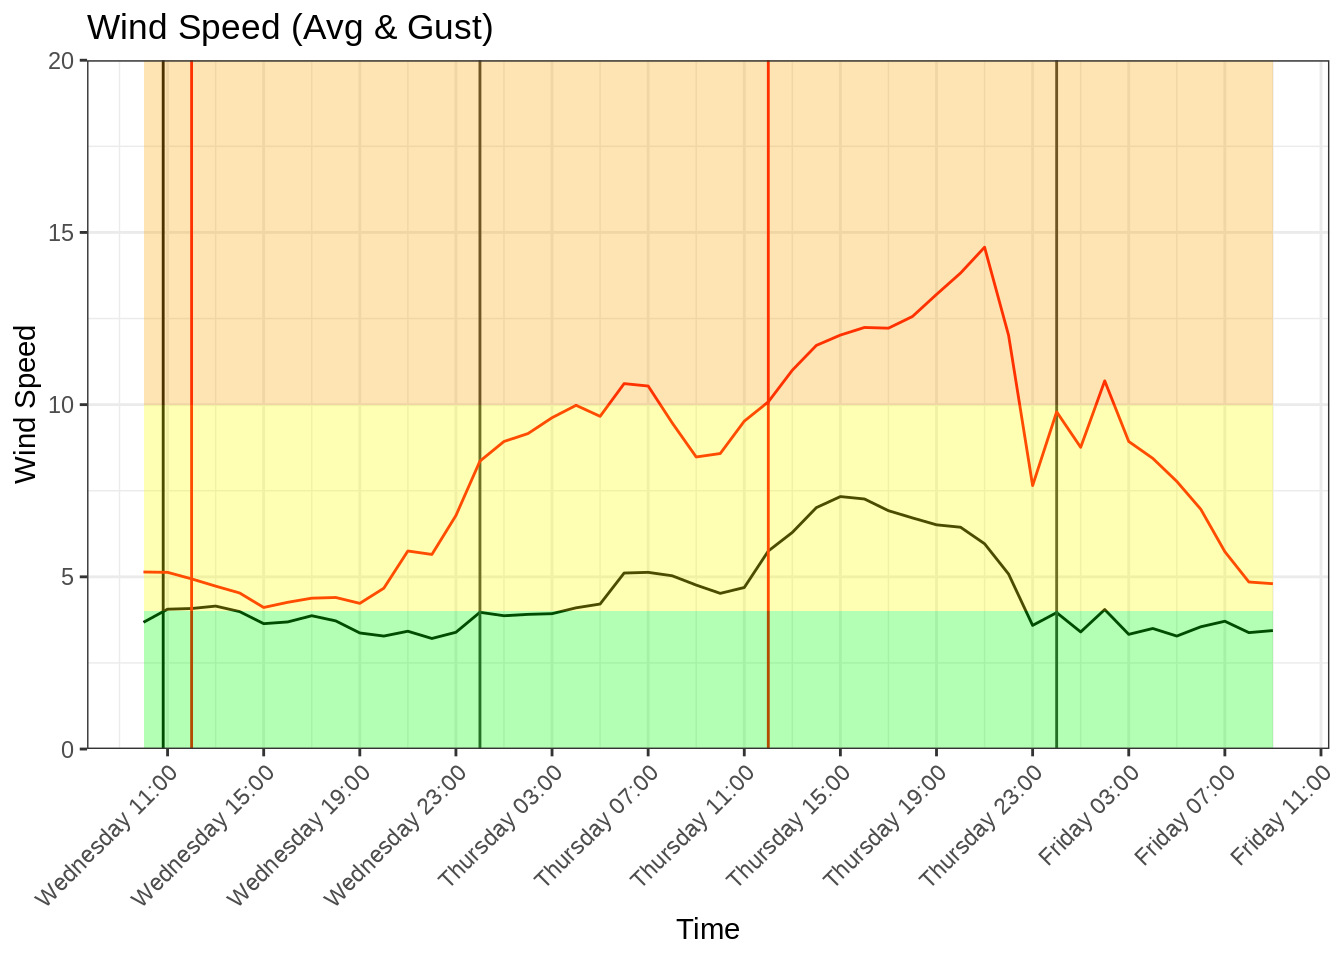 Wind Speed (Avg & Gust)
20
15
10
5
0
Wind Speed
Wednesday 11:00
Wednesday 15:00
Wednesday 19:00
Wednesday 23:00
Thursday 03:00
Thursday 07:00
Thursday 11:00
Thursday 15:00
Thursday 19:00
Thursday 23:00
Friday 03:00
Friday 07:00
Friday 11:00
Time